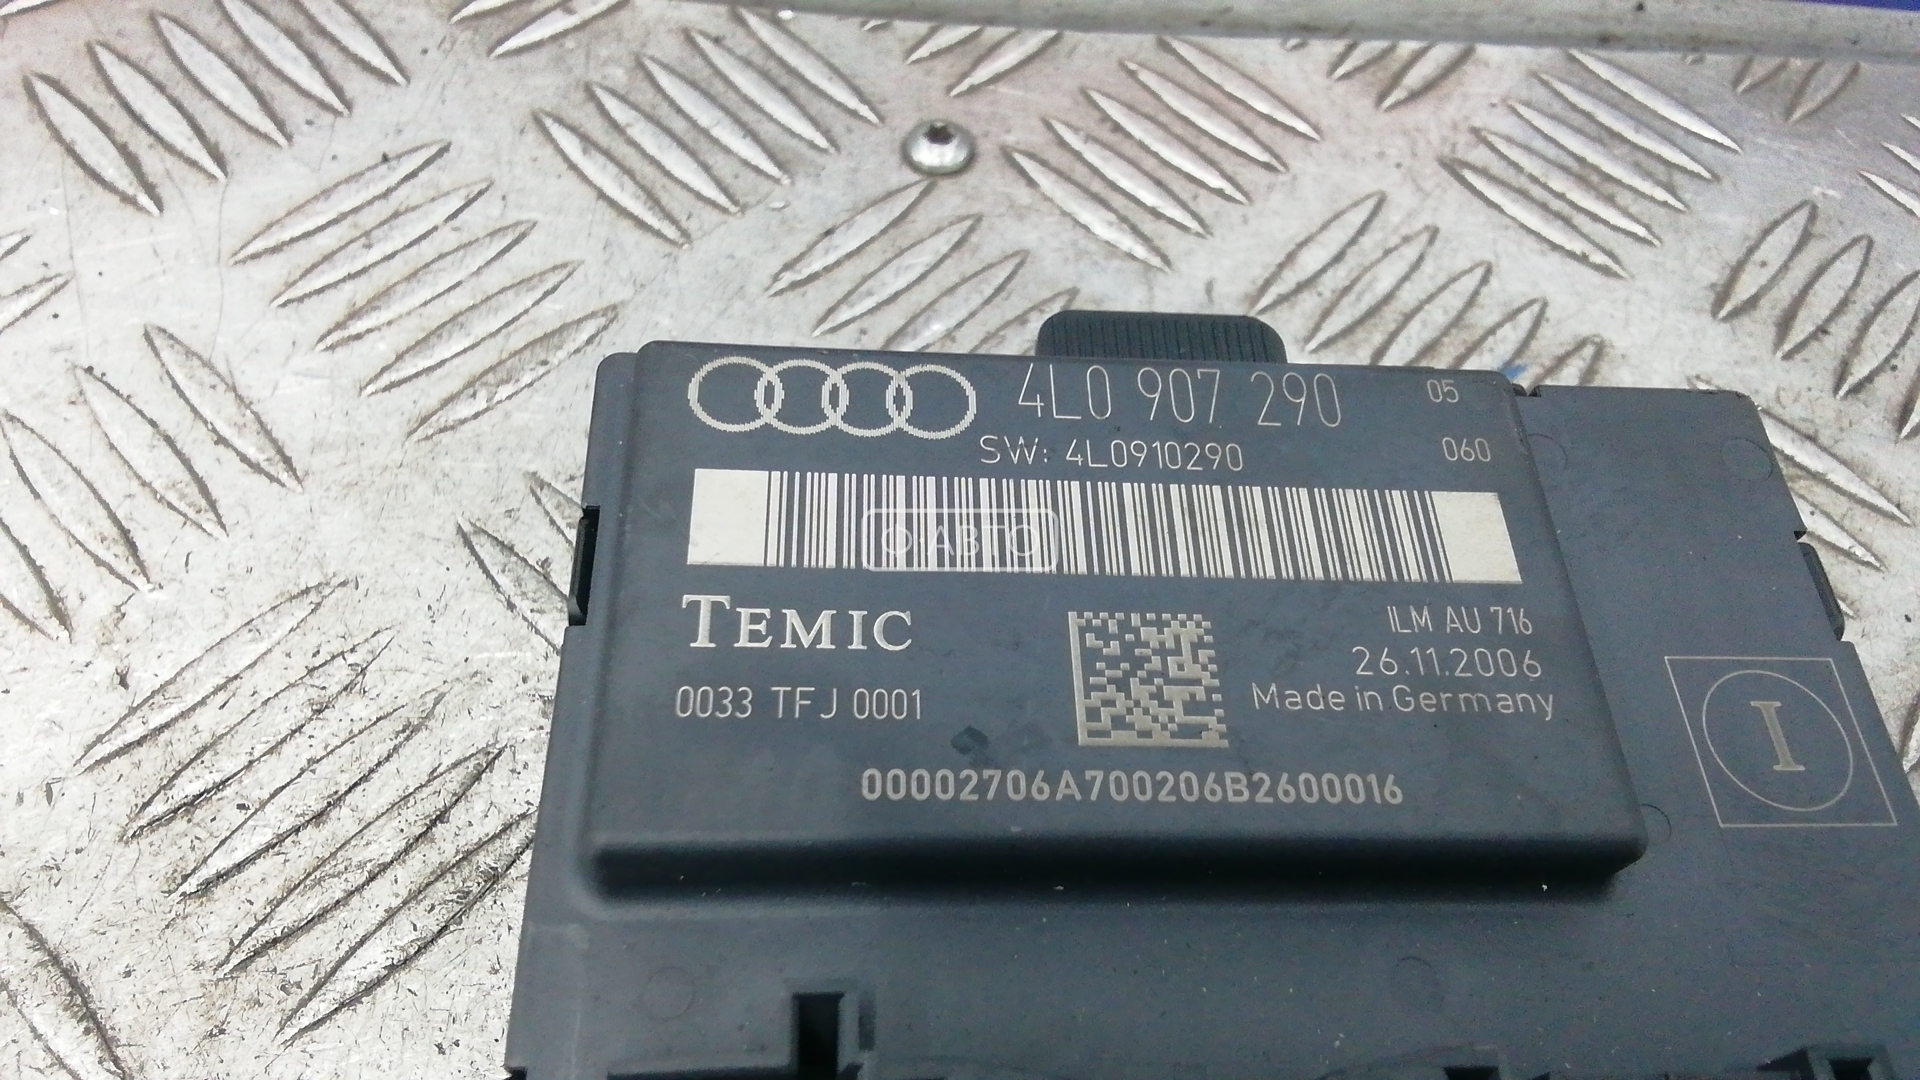 4L0 907 290 05
SW: 4L0910290 060
О·АВТО
TEMIC
ILM AU 716
26.11.2006
0033 TFJ 0001
Made in Germany
00002706A700206B2600016
I